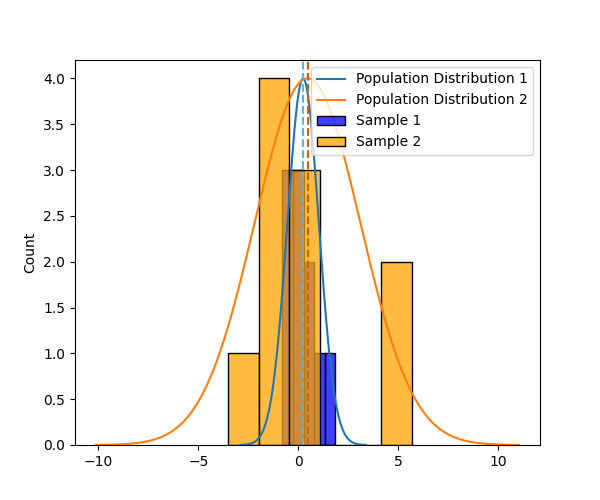 Population Distribution 1
Population Distribution 2
Sample 1
Sample 2
4.0
3.5
3.0
2.5
2.0
1.5
1.0
0.5
0.0
Count
−10 −5 0 5 10